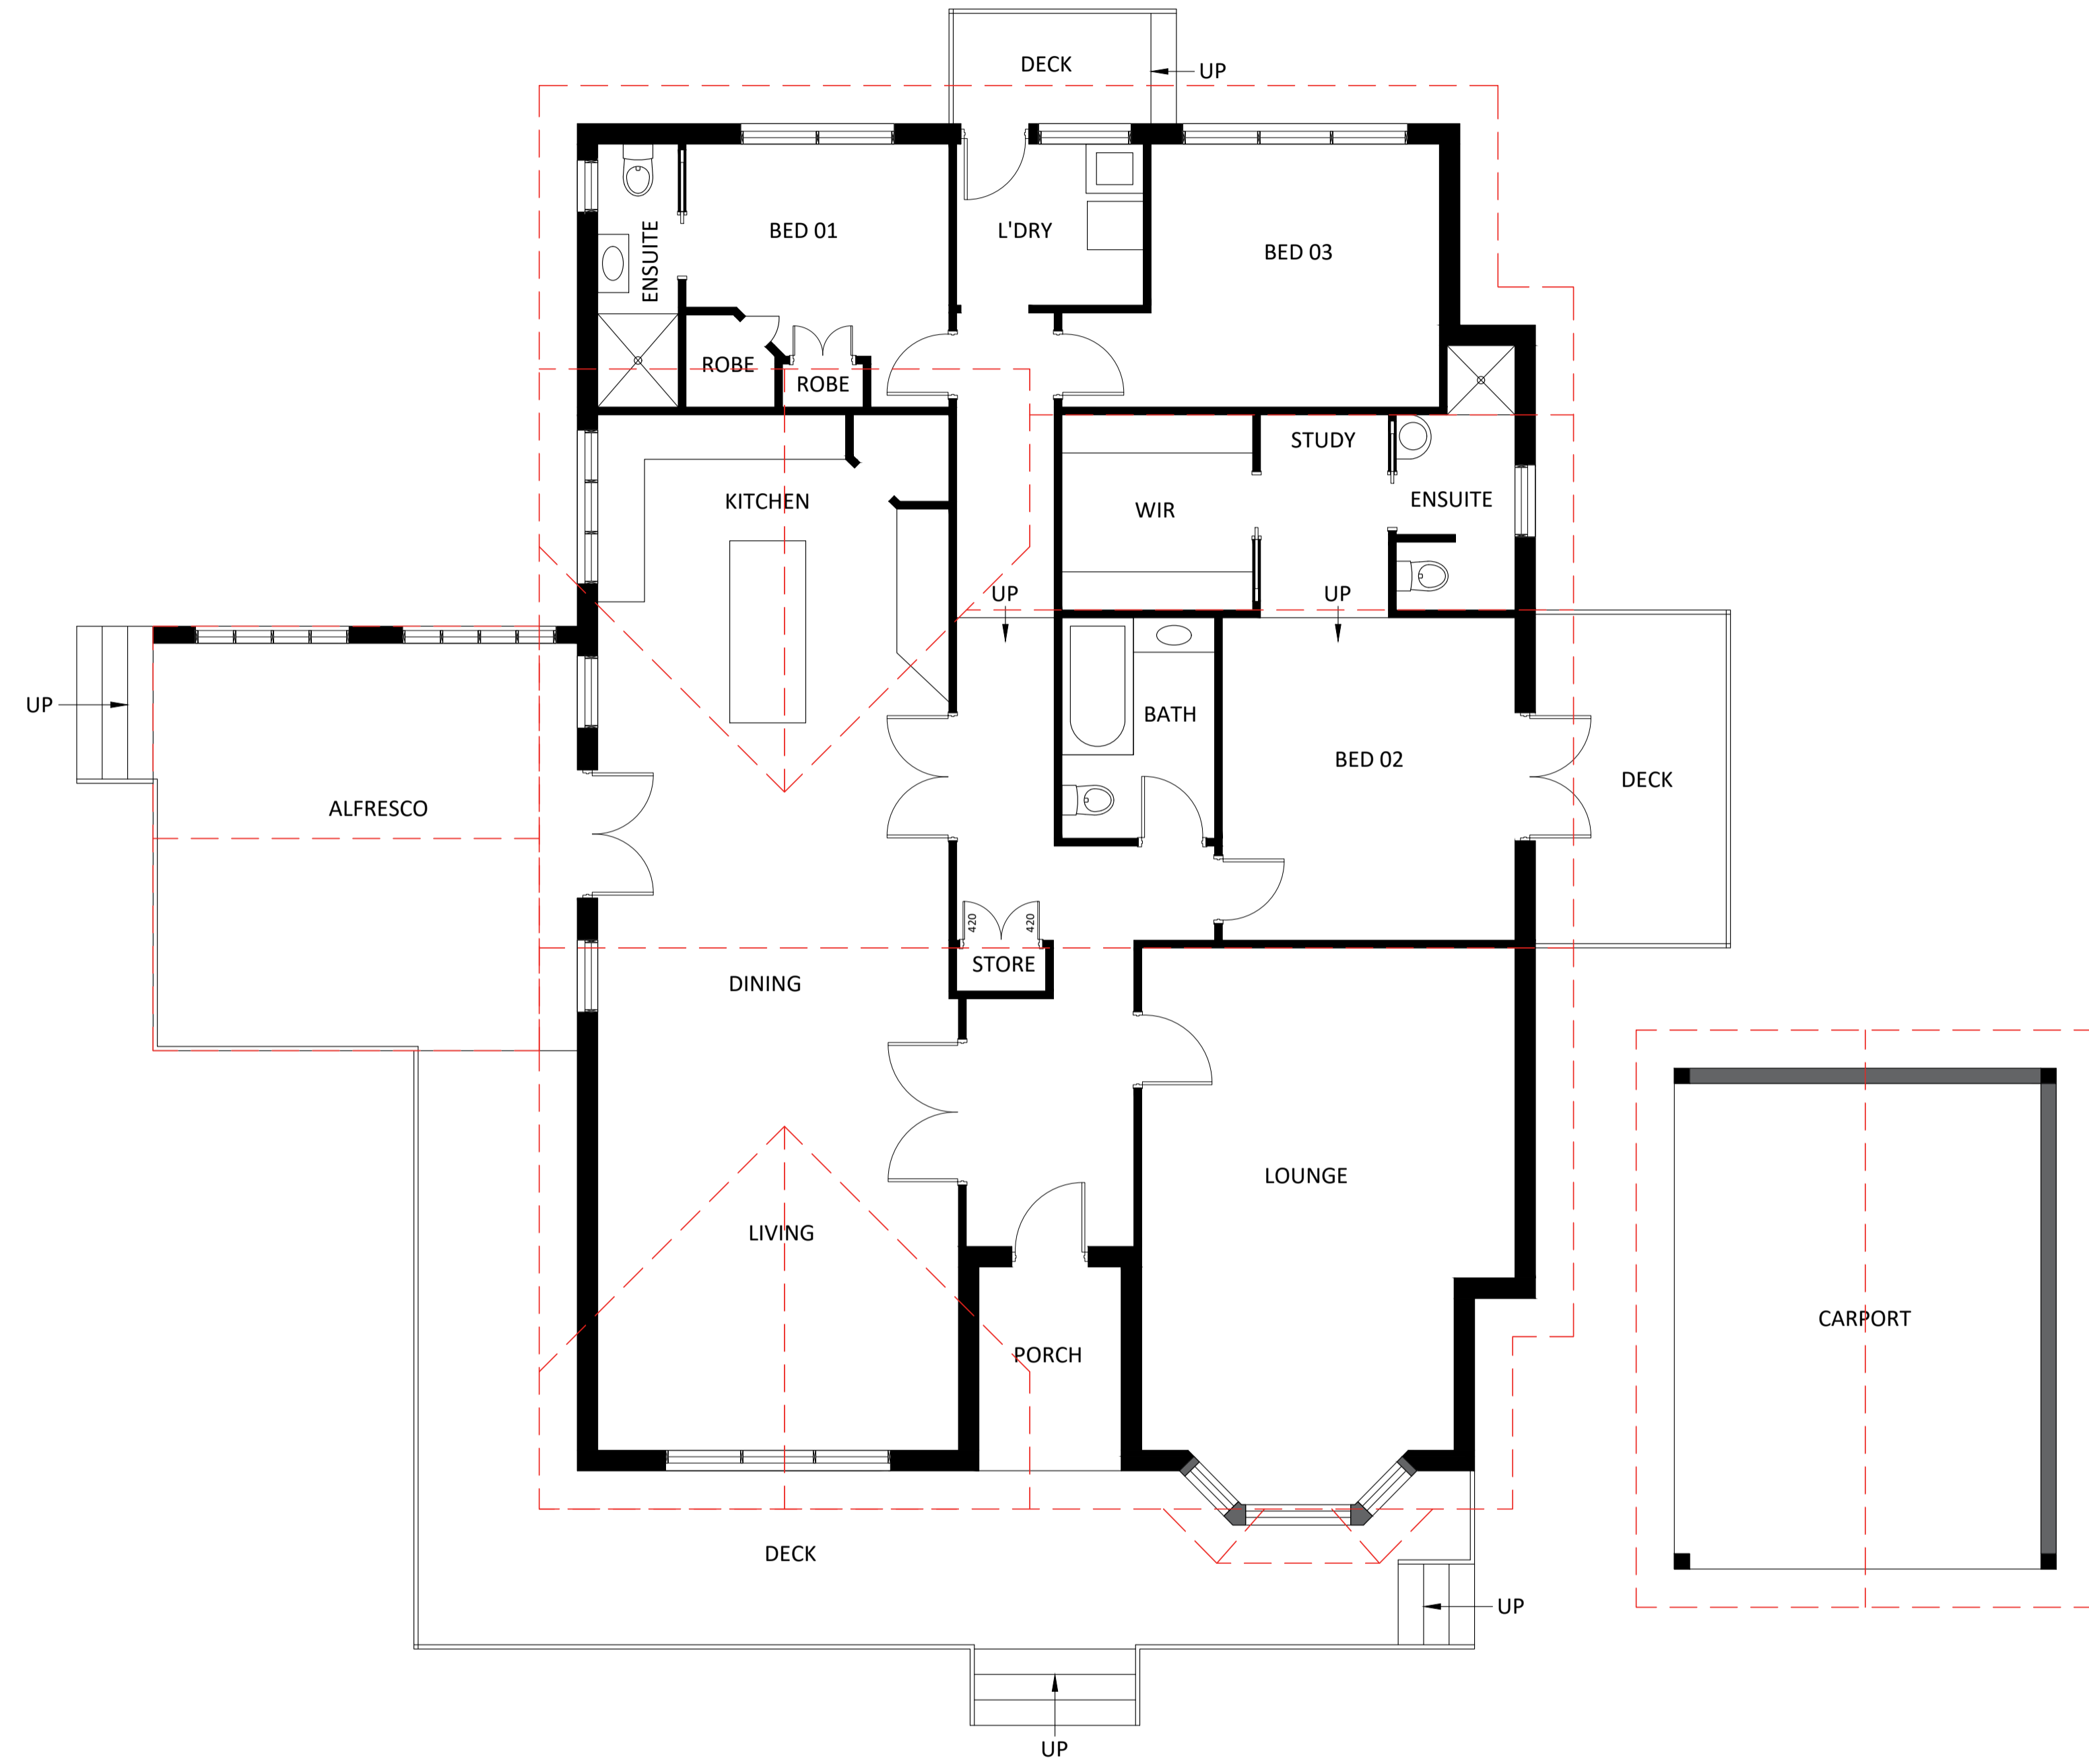 DECK
UP
BED 01
L'DRY
BED 03
ENSUITE
ROBE
ROBE
STUDY
KITCHEN
WIR
ENSUITE
UP
UP
UP
BATH
BED 02
DECK
ALFRESCO
420
420
STORE
DINING
LOUNGE
LIVING
CARPORT
PORCH
DECK
UP
UP